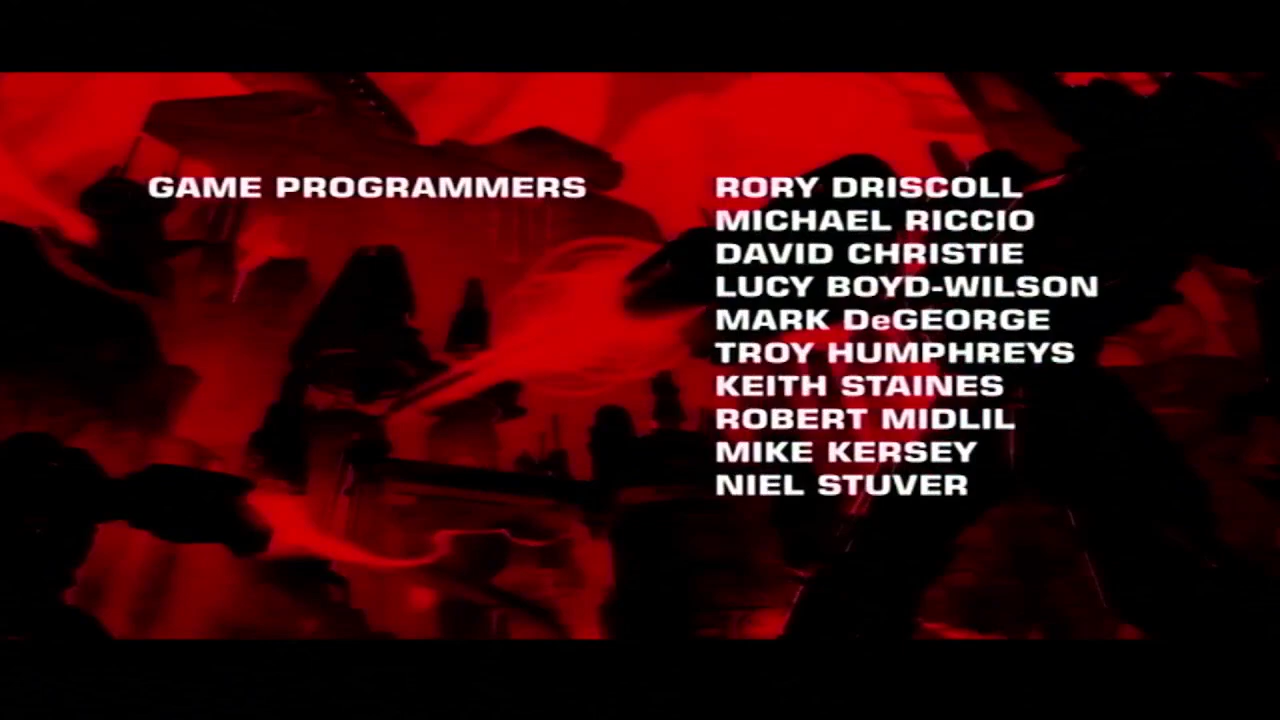 GAME PROGRAMMERS
RORY DRISCOLL
MICHAEL RICCIO
DAVID CHRISTIE
LUCY BOYD-WILSON
MARK DeGEORGE
TROY HUMPHREYS
KEITH STAINES
ROBERT MIDLIL
MIKE KERSEY
NIEL STUVER